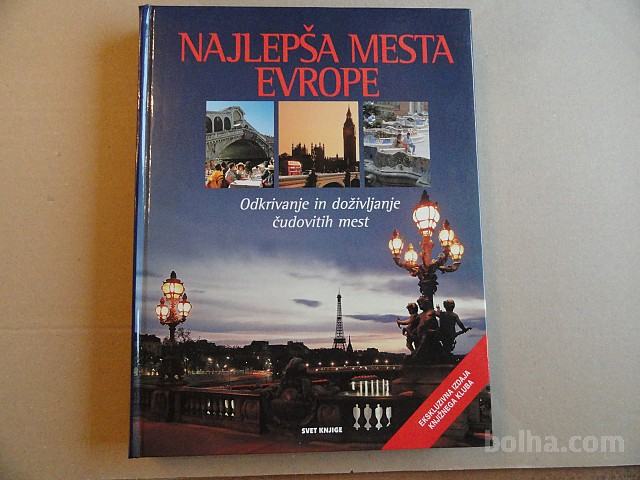 NAJLEPŠA MESTA
EVROPE
Odkrivanje in doživljanje
čudovitih mest
EKSKLUZIVNA IZDAJA
KNJIŽNEGA KLUBA
SVET KNJIGE
bolha.com